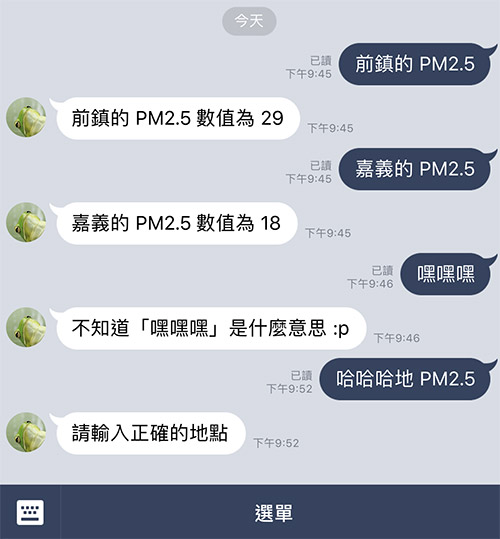 今天
已讀
下午9:45
前鎮的 PM2.5
前鎮的 PM2.5 數值為 29
下午9:45
已讀
下午9:45
嘉義的 PM2.5
嘉義的 PM2.5 數值為 18
下午9:45
已讀
下午9:46
嘿嘿嘿
不知道「嘿嘿嘿」是什麼意思 :p
下午9:46
已讀
下午9:52
哈哈哈地 PM2.5
請輸入正確的地點
下午9:52
選單